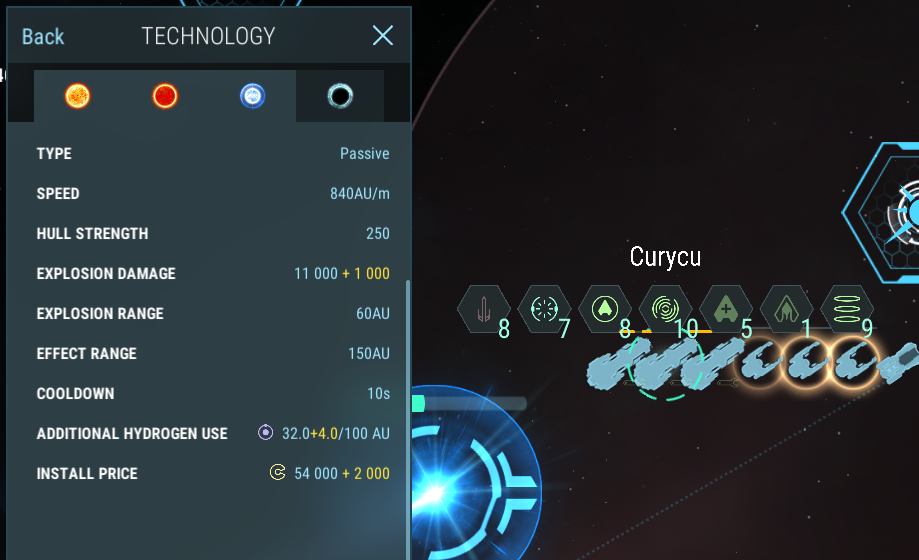 Back TECHNOLOGY
TYPE Passive
SPEED 840AU/m
HULL STRENGTH 250
EXPLOSION DAMAGE 11 000 + 1 000
EXPLOSION RANGE 60AU
EFFECT RANGE 150AU
COOLDOWN 10s
ADDITIONAL HYDROGEN USE 32.0+4.0/100 AU
INSTALL PRICE 54 000 + 2 000
Curycu
8 7 8 10 5 1 9